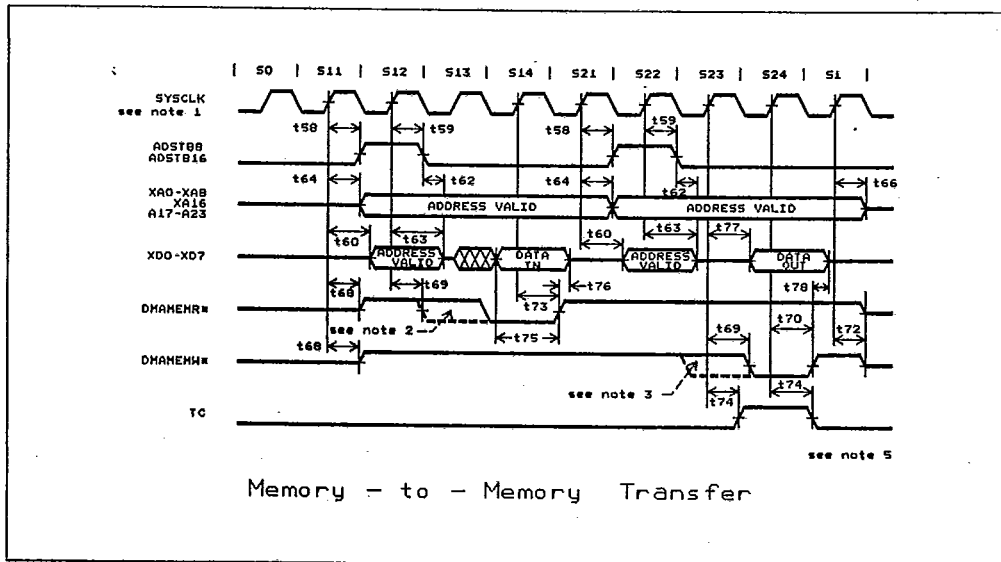 | S0 | S11 | S12 | S13 | S14 | S21 | S22 | S23 | S24 | S1 |
SYSCLK
see note 1
t58 t59 t58 t59
ADSTB8
ADSTB16
t64 t62 t64 t62 t66
XA0-XA8
XA16
A17-A23
ADDRESS VALID ADDRESS VALID
t60 t63 t60 t63 t77
XD0-XD7
ADDRESS VALID DATA IN ADDRESS VALID DATA OUT
t68 t69 t73 t76 t78
DMAMEMR*
see note 2
t75 t69 t70 t72
t68
DMAMEMW*
see note 3
t74 t74
TC
see note 5
Memory - to - Memory Transfer